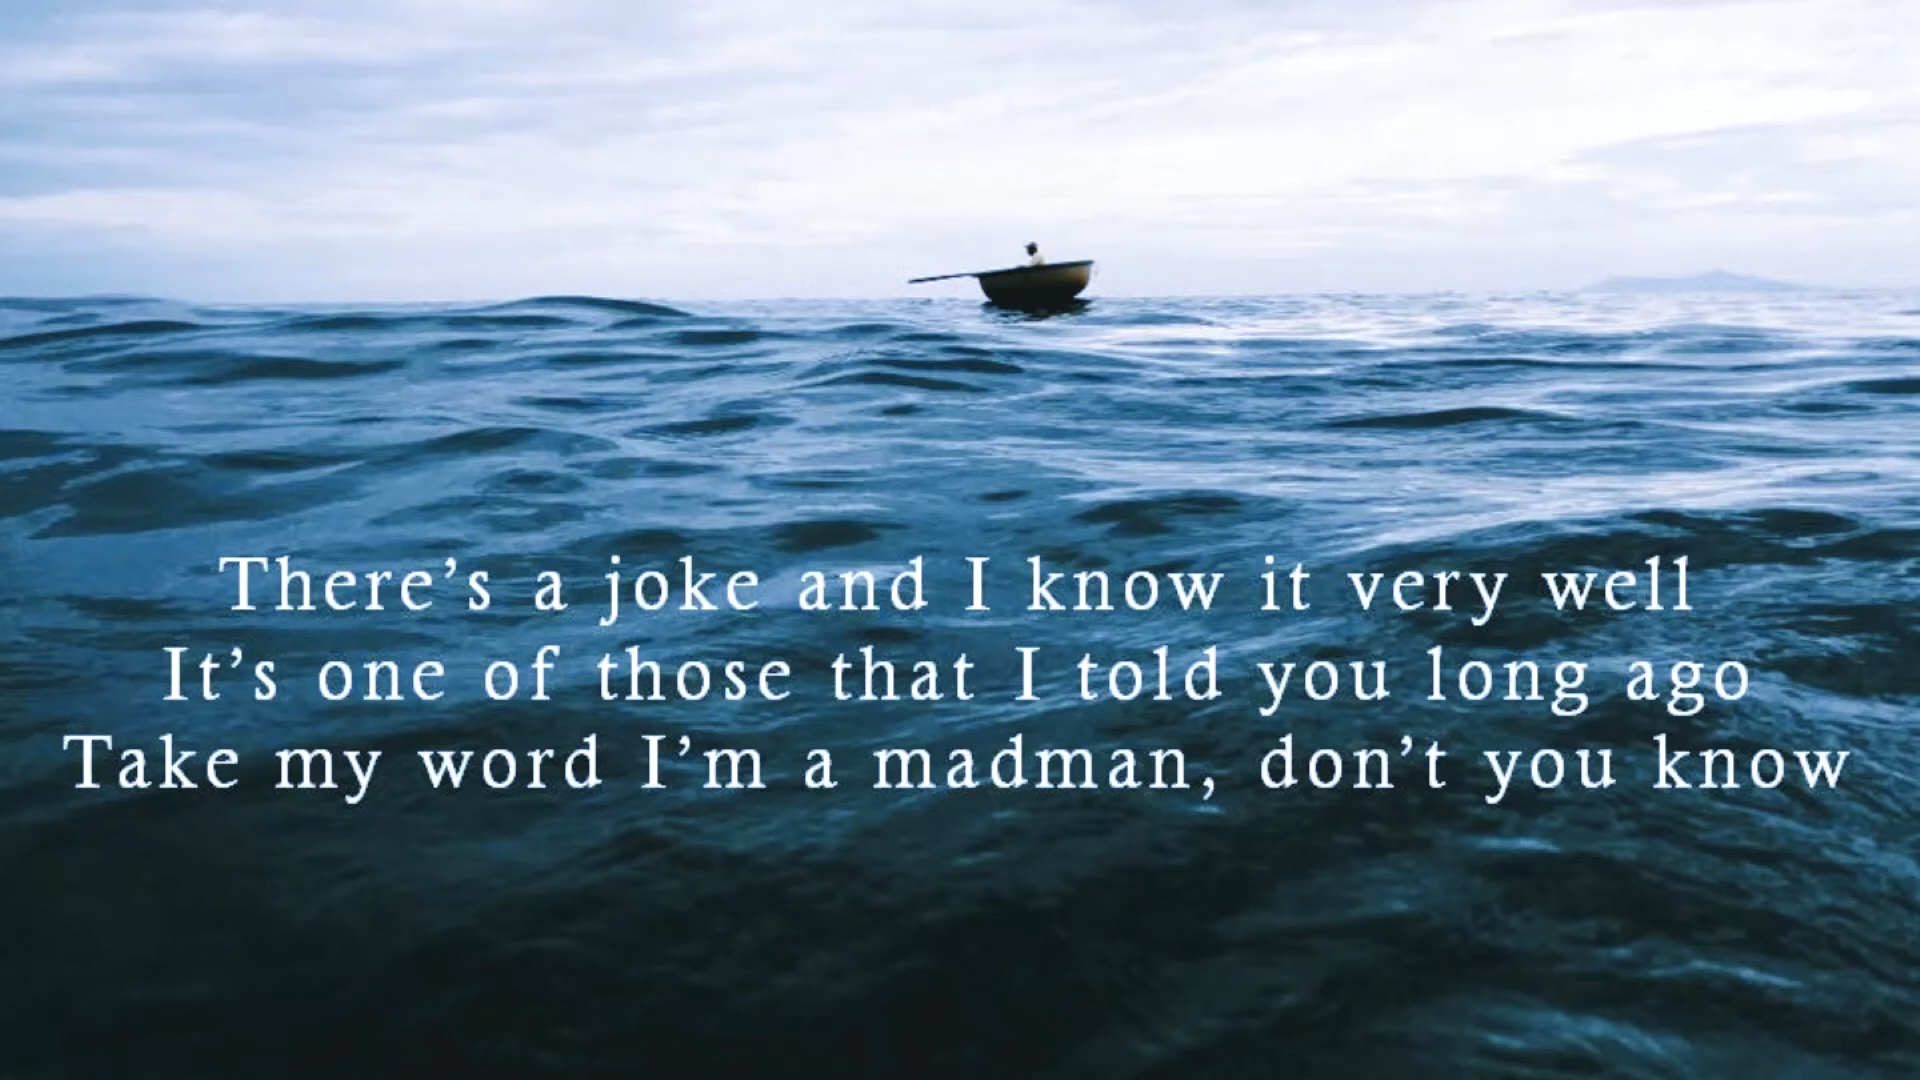 There’s a joke and I know it very well
It’s one of those that I told you long ago
Take my word I’m a madman, don’t you know